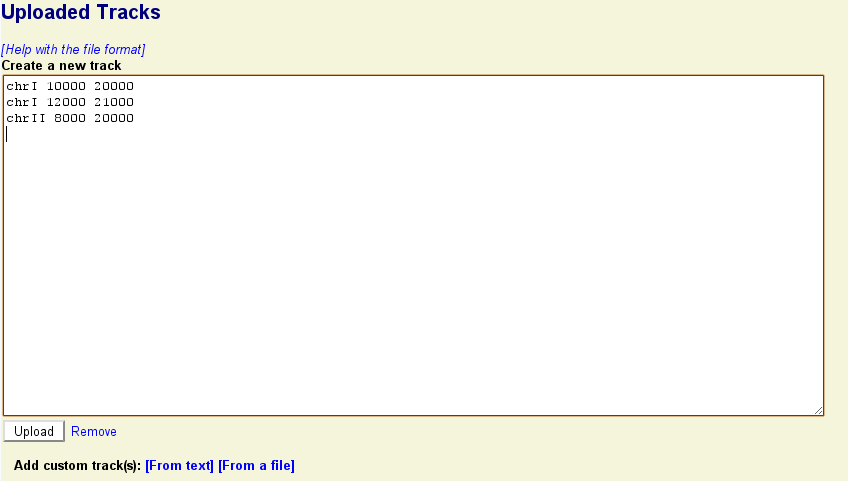 Uploaded Tracks
[Help with the file format]
Create a new track
chrI 10000 20000
chrI 12000 21000
chrII 8000 20000
Upload Remove
Add custom track(s): [From text] [From a file]